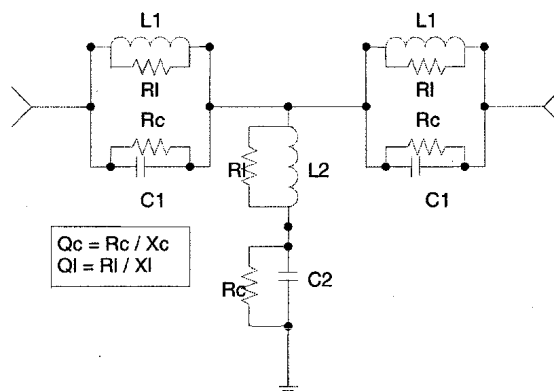 L1
L1
Rl
Rl
Rc
Rc
C1
C1
Rl
L2
Qc = Rc / Xc
Ql = Rl / Xl
Rc
C2